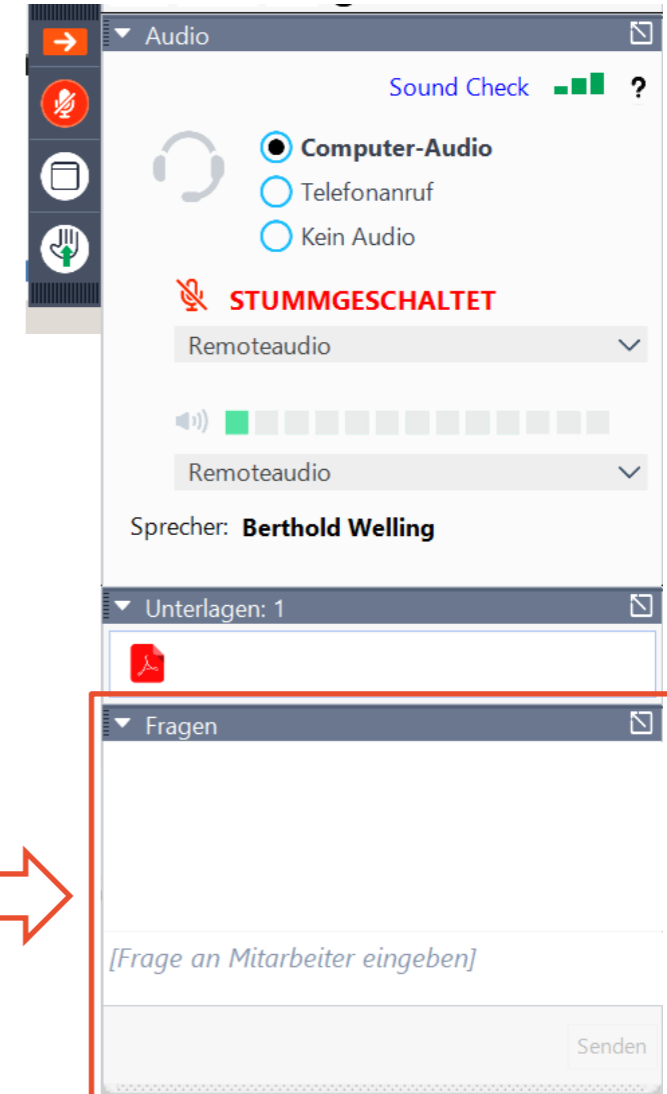 Audio
Sound Check ?
Computer-Audio
Telefonanruf
Kein Audio
STUMMGESCHALTET
Remoteaudio
Remoteaudio
Sprecher: Berthold Welling
Unterlagen: 1
Fragen
[Frage an Mitarbeiter eingeben]
Senden